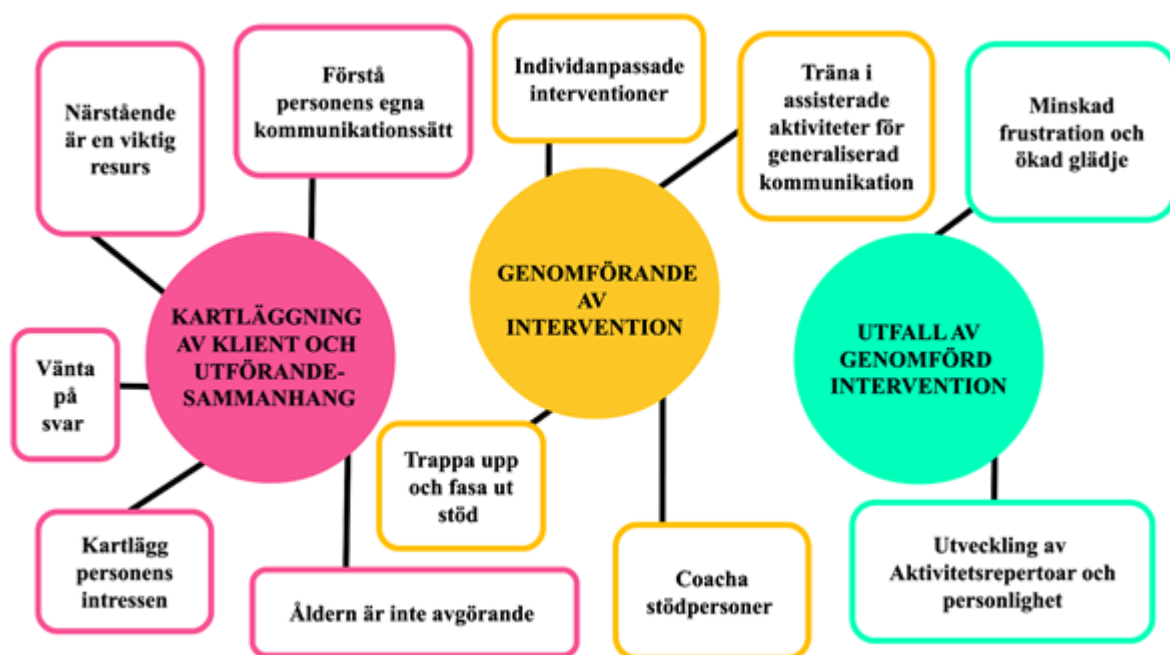 Närstående
är en viktig
resurs
Förstå
personens egna
kommunikationssätt
KARTLÄGGNING
AV KLIENT OCH
UTFÖRANDE-
SAMMANHANG
Vänta
på
svar
Kartlägg
personens
intressen
Åldern är inte avgörande
Individanpassade
interventioner
Träna i
assisterade
aktiviteter för
generaliserad
kommunikation
GENOMFÖRANDE
AV
INTERVENTION
Trappa upp
och fasa ut
stöd
Coacha
stödpersoner
Minskad
frustration och
ökad glädje
UTFALL AV
GENOMFÖRD
INTERVENTION
Utveckling av
Aktivitetsrepertoar och
personlighet